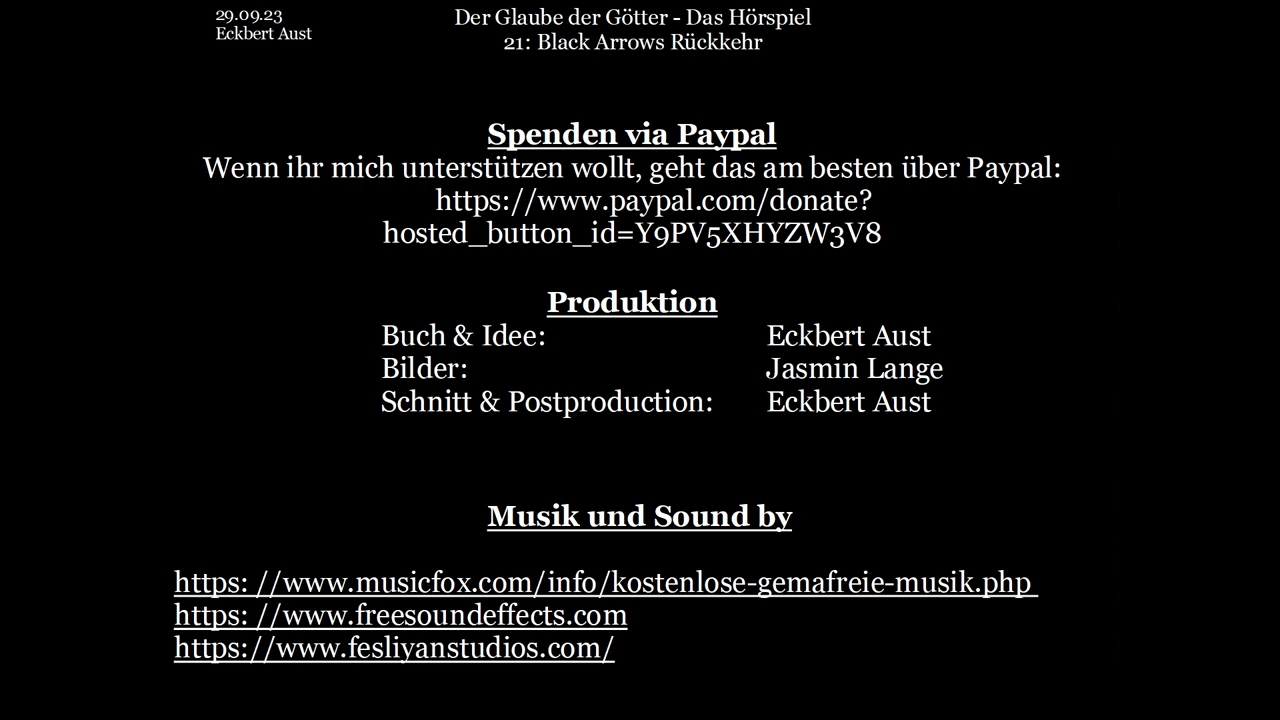 29.09.23
Eckbert Aust
Der Glaube der Götter - Das Hörspiel
21: Black Arrows Rückkehr
Spenden via Paypal
Wenn ihr mich unterstützen wollt, geht das am besten über Paypal:
https://www.paypal.com/donate?
hosted_button_id=Y9PV5XHYZW3V8
Produktion
Buch & Idee: Eckbert Aust
Bilder: Jasmin Lange
Schnitt & Postproduction: Eckbert Aust
Musik und Sound by
https: //www.musicfox.com/info/kostenlose-gemafreie-musik.php
https: //www.freesoundeffects.com
https://www.fesliyanstudios.com/